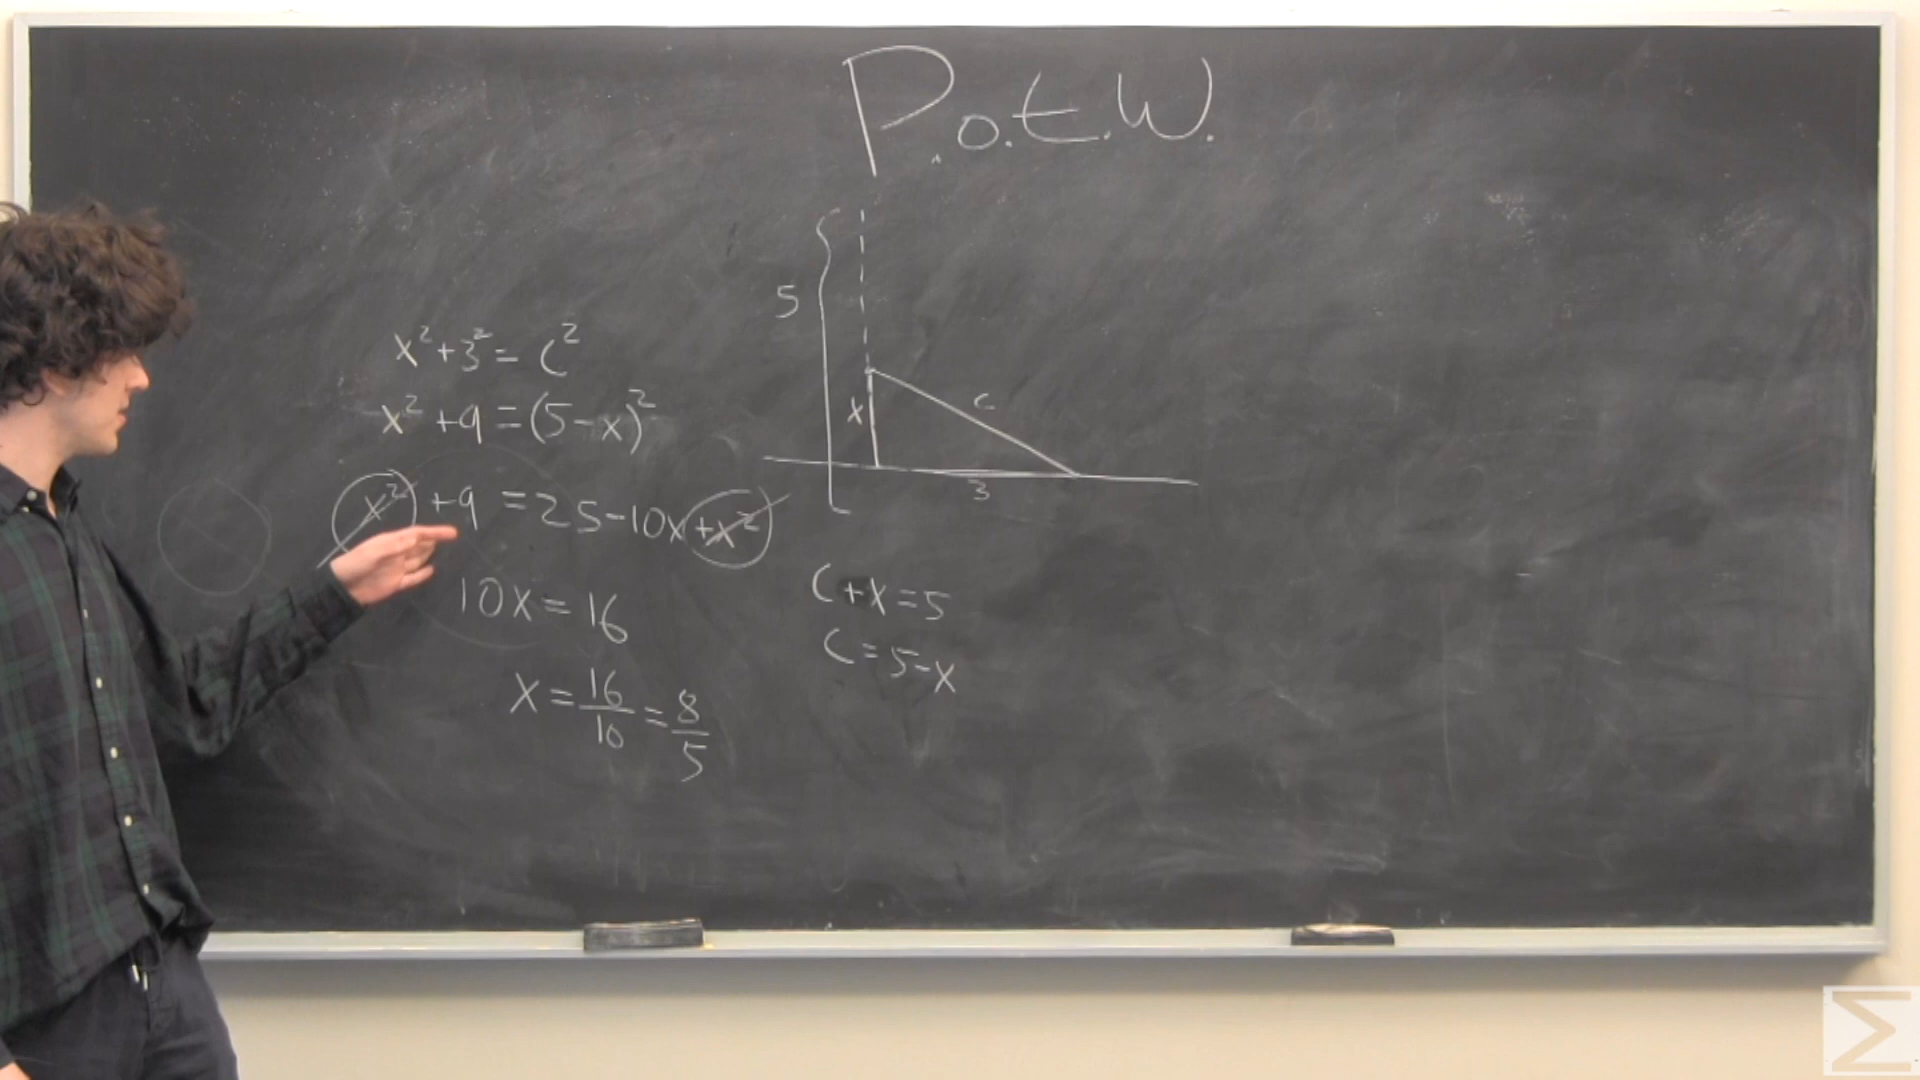 P.o.t.W.
5
x
c
3
x²+3²=c²
x²+9=(5-x)²
x²+9=25-10x+x²
10x=16
x=16/10=8/5
c+x=5
c=5-x
Σ